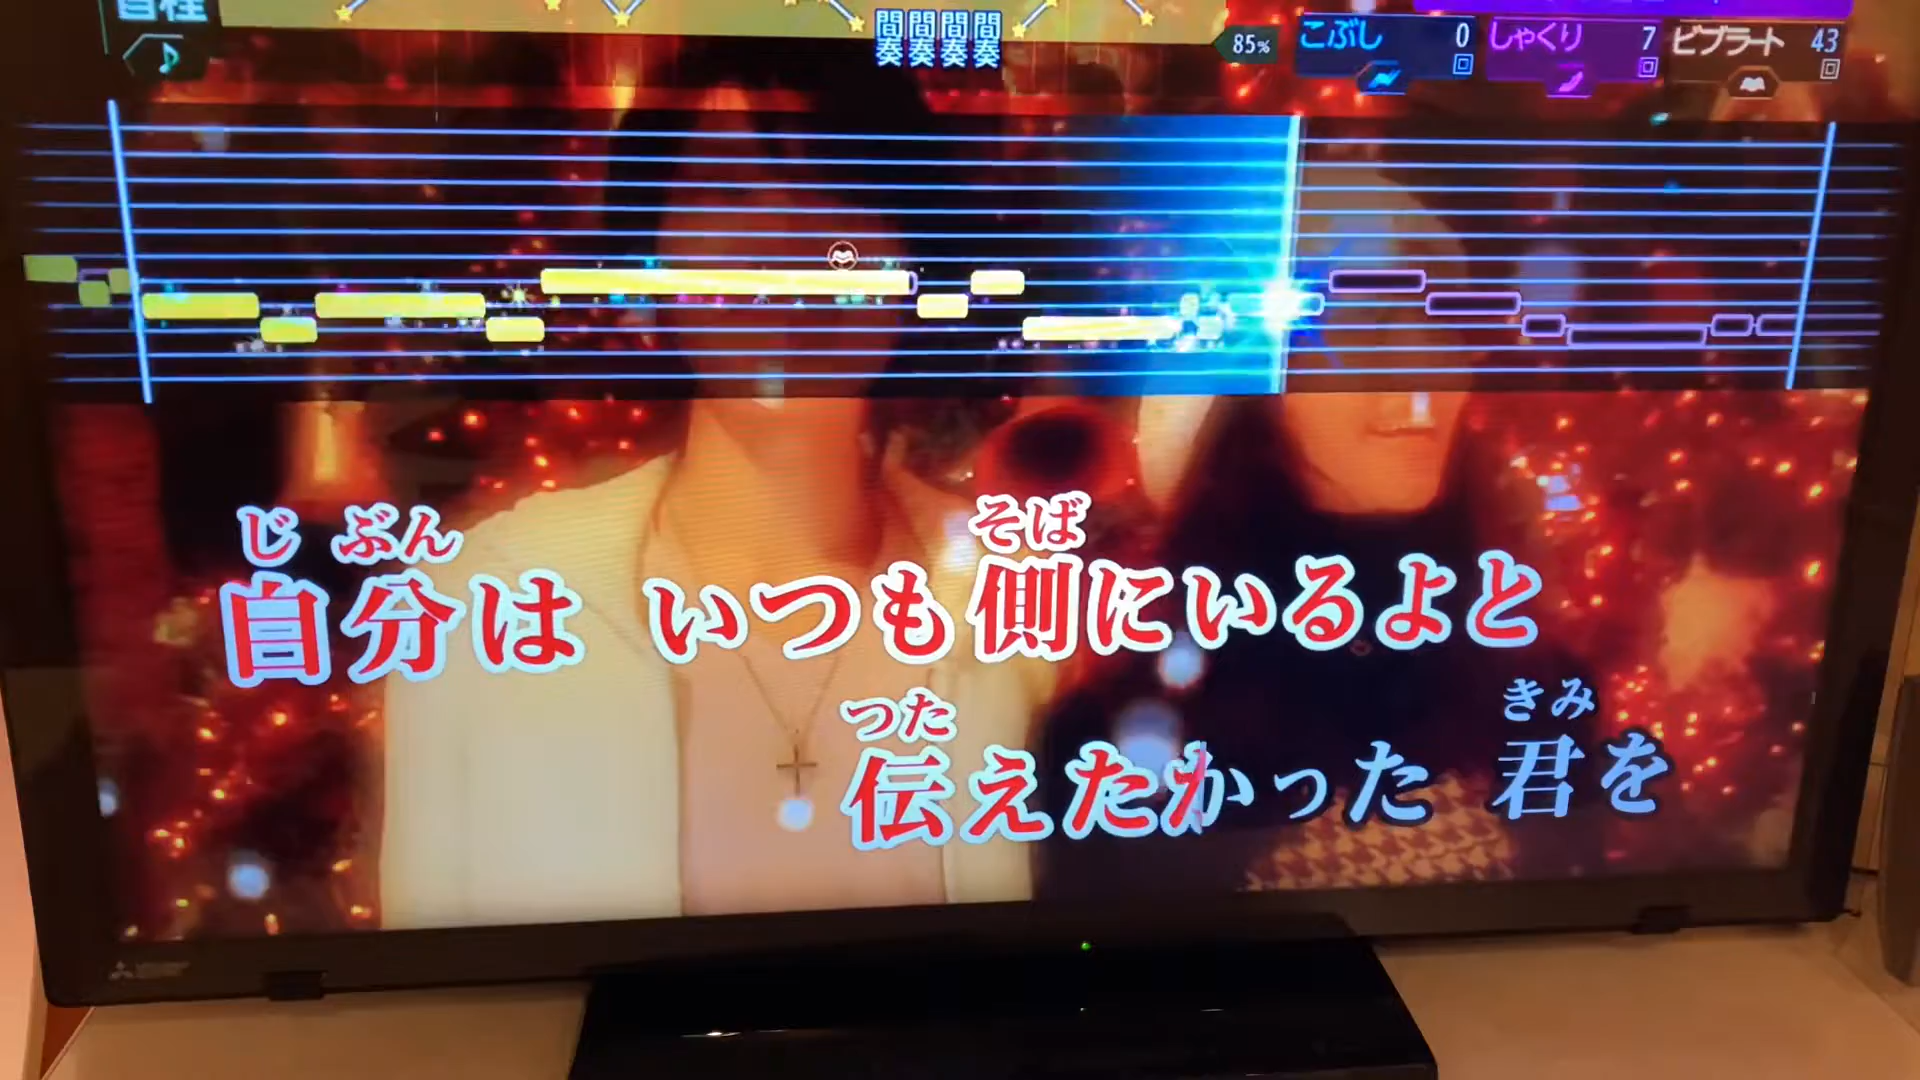 音程
間奏 間奏 間奏 間奏
85%
こぶし 0
しゃくり 7
ビブラート 43
じ ぶん そば
自分は いつも側にいるよと
つた きみ
伝えたかった 君を